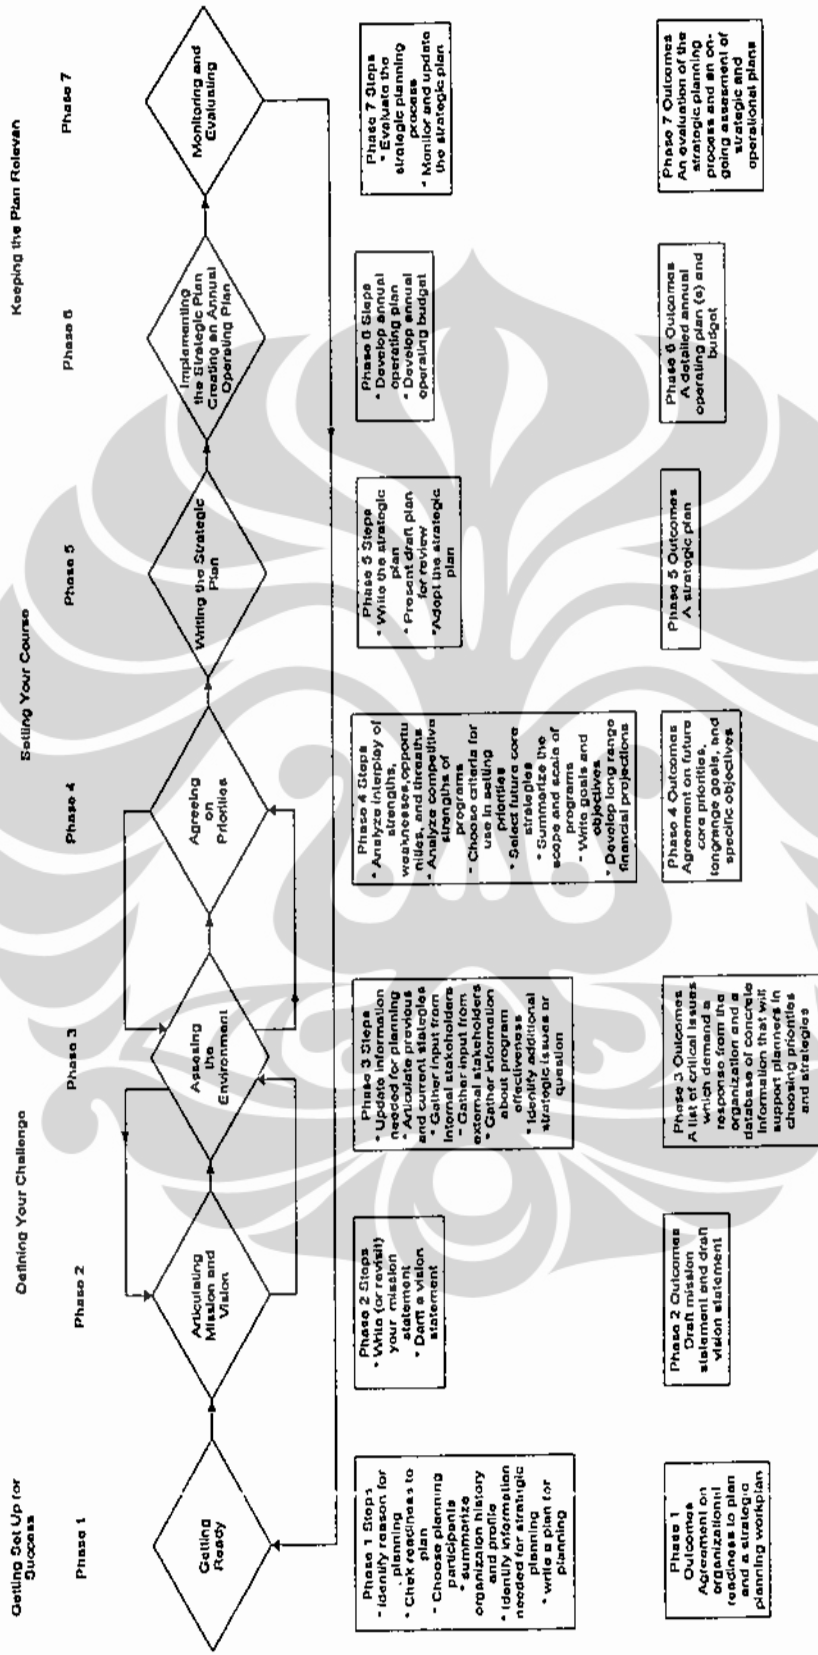 Getting Set Up for
Success
Defining Your Challenge
Setting Your Course
Keeping the Plan Relevan
Phase 1
Phase 2
Phase 3
Phase 4
Phase 5
Phase 6
Phase 7
Getting
Ready
Articulating
Mission and
Vision
Assesing
the
Environment
Agreeing
on
Priorities
Writing the Strategic
Plan
Implementing
the Strategic Plan
Creating an Annual
Operating Plan
Monitoring and
Evaluating
Phase 1 Steps
* Identify reason for
planning
* Chek readiness to
plan
* Choose planning
participants
* summarize
organization history
and profile
* Identify information
needed for strategic
planning
* write a plan for
planning
Phase 2 Steps
* Write (or revisit)
your mission
statement
* Darft a vision
statement
Phase 3 Steps
* Update information
needed for planning
* Articulate previous
and current stategies
* Gather input from
Internal stakeholders
* Gather input from
external stakeholders
* Gather information
about program
effectiveness
* Identify additional
strategic issues or
question
Phase 4 Steps
* Analyze interplay of
strengths,
weaknesses,opportu
nities, and threaths
* Analyze competitive
strengths of
programs
* Choose criteria for
use in setting
priorities
* Select future core
strategies
* Summarize the
scope and scale of
programs
* Write goals and
objectives
* Develop long range
financial projections
Phase 5 Steps
* Write the strategic
plan
* Present draft plan
for review
*Adopt the strategic
plan
Phase 6 Steps
* Develop annual
operating plan
* Develop annual
operating budget
Phase 7 Steps
* Evaluate the
strategic planning
process
* Monitor and update
the strategic plan
Phase 1
Outcomes
Agreement on
organizational
readiness to plan
and a strategic
planning workplan
Phase 2 Outcomes
Draft mission
statement and draft
vision statement
Phase 3 Outcomes
A list of critical issues
which demand a
response from the
organization and a
database of concrete
Information that will
support planners in
choosing priorities
and strategies
Phase 4 Outcomes
Agreement on future
core priorities,
longrange goals, and
specific objectives
Phase 5 Outcomes
A strategic plan
Phase 6 Outcomes
A detailed annual
operating plan (s) and
budget
Phase 7 Outcomes
An evaluation of the
strategic planning
process and an on-
going assesment of
strategic and
operational plans